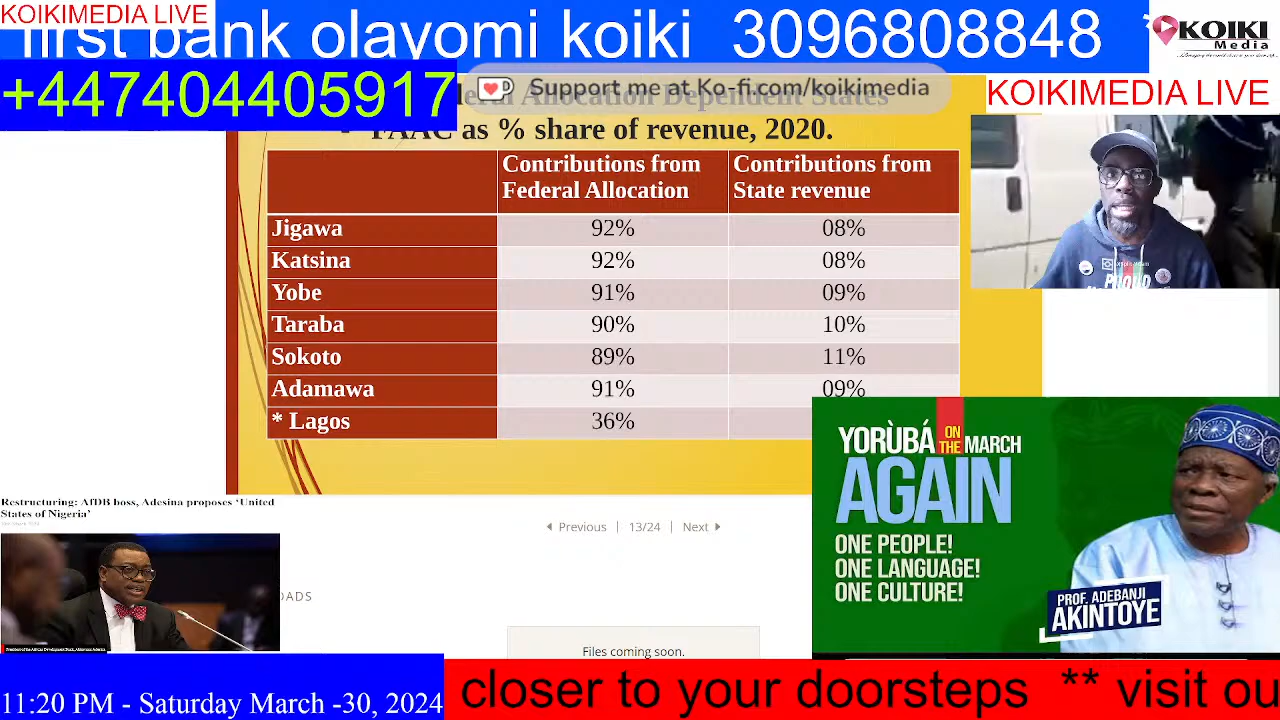 KOIKIMEDIA LIVE
first bank olayomi koiki 3096808848
KOIKI
Media
+447404405917
Support me at Ko-fi.com/koikimedia
KOIKIMEDIA LIVE
Allocation Dependent States
- FAAC as % share of revenue, 2020.
Contributions from Federal Allocation
Contributions from State revenue
Jigawa 92% 08%
Katsina 92% 08%
Yobe 91% 09%
Taraba 90% 10%
Sokoto 89% 11%
Adamawa 91% 09%
* Lagos 36%
YORÙBÁ ON THE MARCH
AGAIN
ONE PEOPLE!
ONE LANGUAGE!
ONE CULTURE!
PROF. ADEBANJI
AKINTOYE
Restructuring: AfDB boss, Adesina proposes ‘United
States of Nigeria’
Previous | 13/24 | Next
OADS
Files coming soon.
11:20 PM - Saturday March -30, 2024
closer to your doorsteps ** visit ou